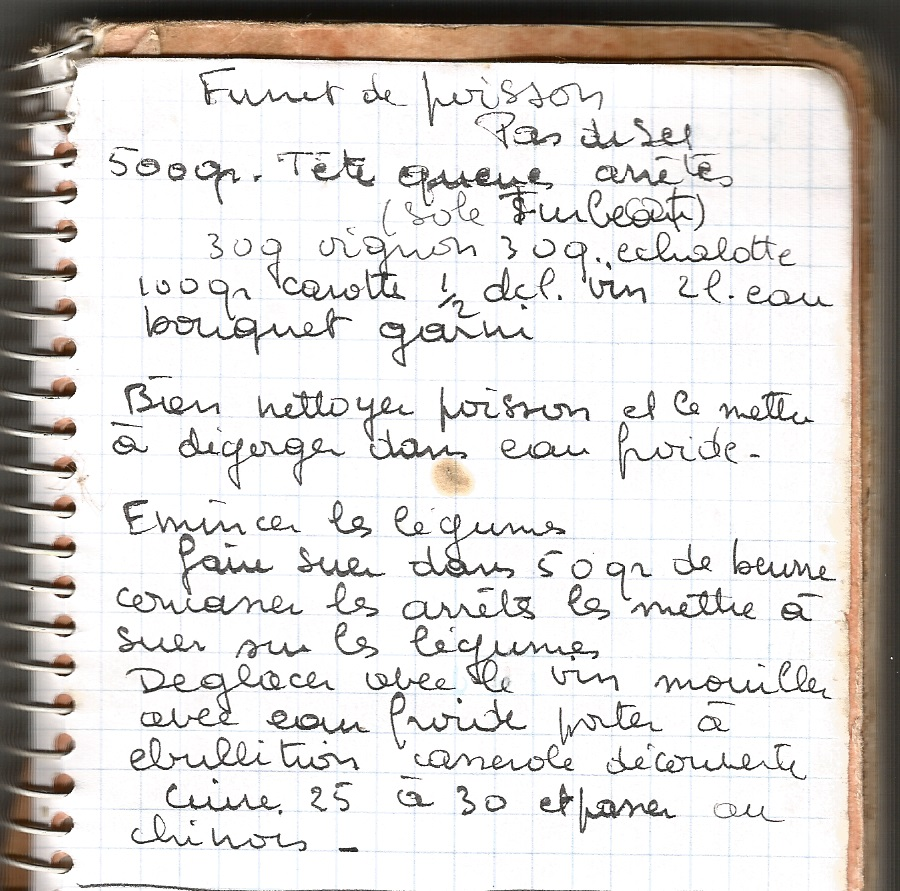 Fumet de poisson
Pas de sel
500gr. Tête queue arrêtes
(sole Turbot)
30g oignon 30g. echalotte
100gr carotte 1/2 dcl. vin 2l. eau
bouquet garni
Bien nettoyer poisson et le mettre
à dégorger dans eau froide.
Emincer les légumes
faire suer dans 50gr de beurre
concasser les arrêtes les mettre à
suer sur les légumes
Deglacer avec le vin mouiller
avec eau froide porter à
ebullition casserole découverte
Cuire. 25 à 30 et passer au
chinois -